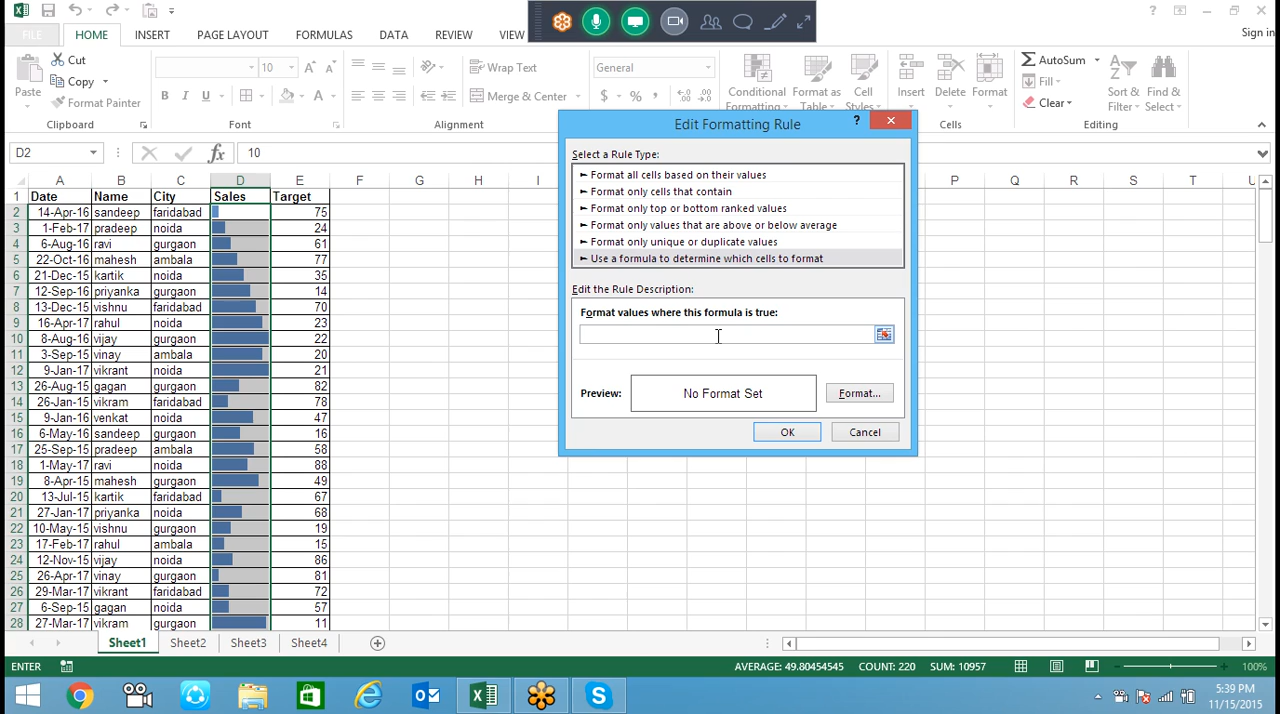 ?
FILE
HOME
INSERT
PAGE LAYOUT
FORMULAS
DATA
REVIEW
VIEW
Sign in
Paste
Cut
Copy
Format Painter
Clipboard
10
A
A
B
I
U
A
Font
Wrap Text
Merge & Center
Alignment
General
$
%
,
Conditional
Formatting
Format as
Table
Cell
Styles
Insert
Delete
Format
Cells
AutoSum
Fill
Clear
Sort &
Filter
Find &
Select
Editing
D2
fx
10
A B C D E F G H I P Q R S T U
1 Date Name City Sales Target
2 14-Apr-16 sandeep faridabad 75
3 1-Feb-17 pradeep noida 24
4 6-Aug-16 ravi gurgaon 61
5 22-Oct-16 mahesh ambala 77
6 21-Dec-15 kartik noida 35
7 12-Sep-16 priyanka gurgaon 14
8 13-Dec-15 vishnu faridabad 70
9 16-Apr-17 rahul noida 23
10 8-Aug-16 vijay gurgaon 22
11 3-Sep-15 vinay ambala 20
12 9-Jan-17 vikrant noida 21
13 26-Aug-15 gagan gurgaon 82
14 26-Jan-15 vikram faridabad 78
15 9-Jan-16 venkat noida 47
16 6-May-16 sandeep gurgaon 16
17 25-Sep-15 pradeep ambala 58
18 1-May-17 ravi noida 88
19 8-Apr-15 mahesh gurgaon 49
20 13-Jul-15 kartik faridabad 67
21 27-Jan-17 priyanka noida 68
22 10-May-15 vishnu gurgaon 19
23 17-Feb-17 rahul ambala 15
24 12-Nov-15 vijay noida 86
25 26-Apr-17 vinay gurgaon 81
26 29-Mar-17 vikrant faridabad 72
27 6-Sep-15 gagan noida 57
28 27-Mar-17 vikram gurgaon 11
Edit Formatting Rule
?
Select a Rule Type:
► Format all cells based on their values
► Format only cells that contain
► Format only top or bottom ranked values
► Format only values that are above or below average
► Format only unique or duplicate values
► Use a formula to determine which cells to format
Edit the Rule Description:
Format values where this formula is true:
Preview:
No Format Set
Format...
OK
Cancel
Sheet1
Sheet2
Sheet3
Sheet4
ENTER
AVERAGE: 49.80454545
COUNT: 220
SUM: 10957
100%
5:39 PM
11/15/2015